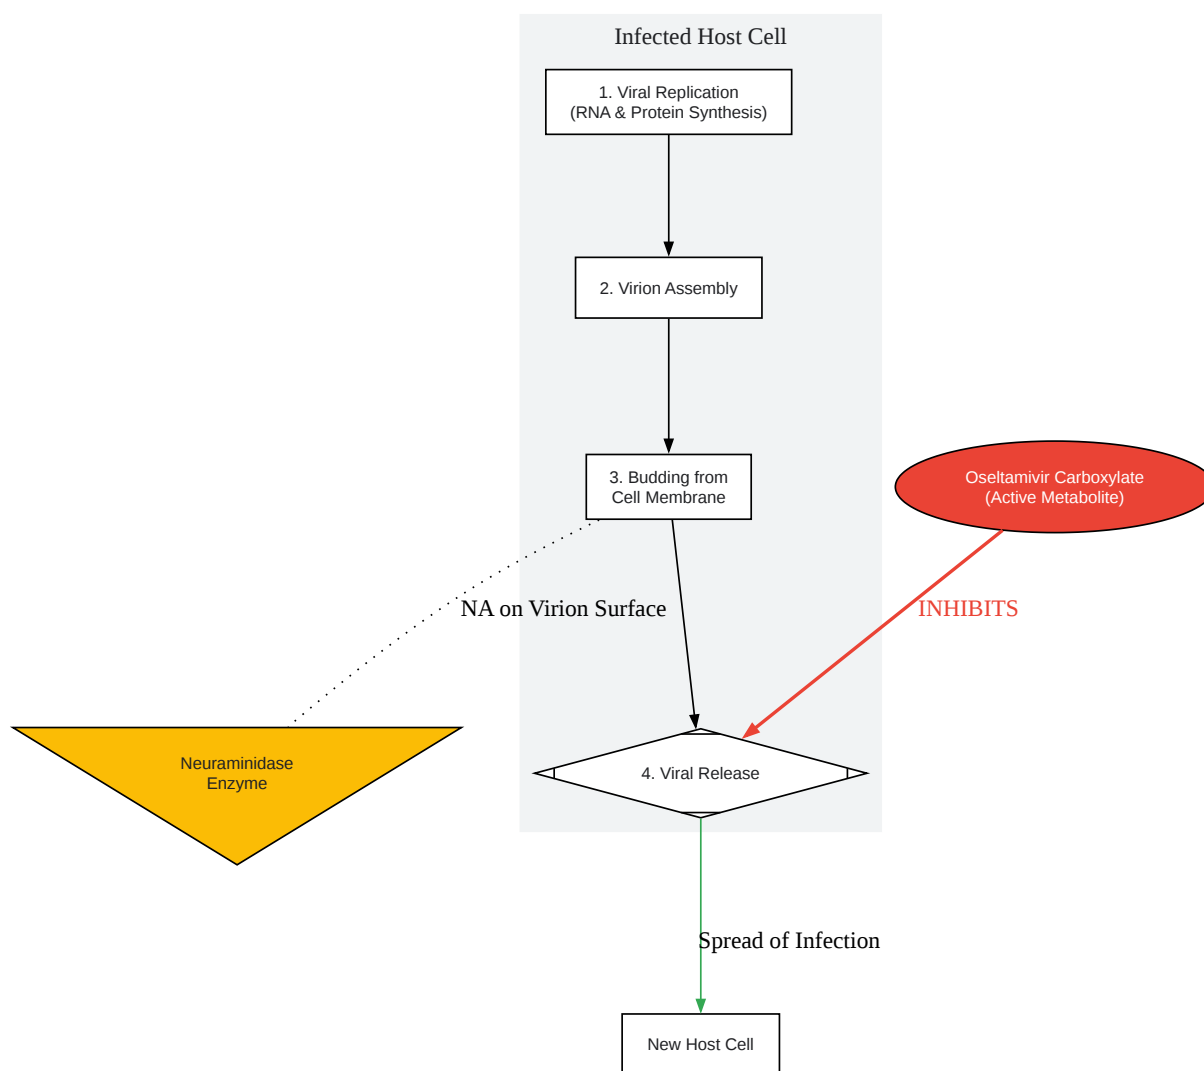 Infected Host Cell
1. Viral Replication
(RNA & Protein Synthesis)
2. Virion Assembly
3. Budding from
Cell Membrane
Oseltamivir Carboxylate
(Active Metabolite)
NA on Virion Surface
INHIBITS
Neuraminidase
Enzyme
4. Viral Release
Spread of Infection
New Host Cell